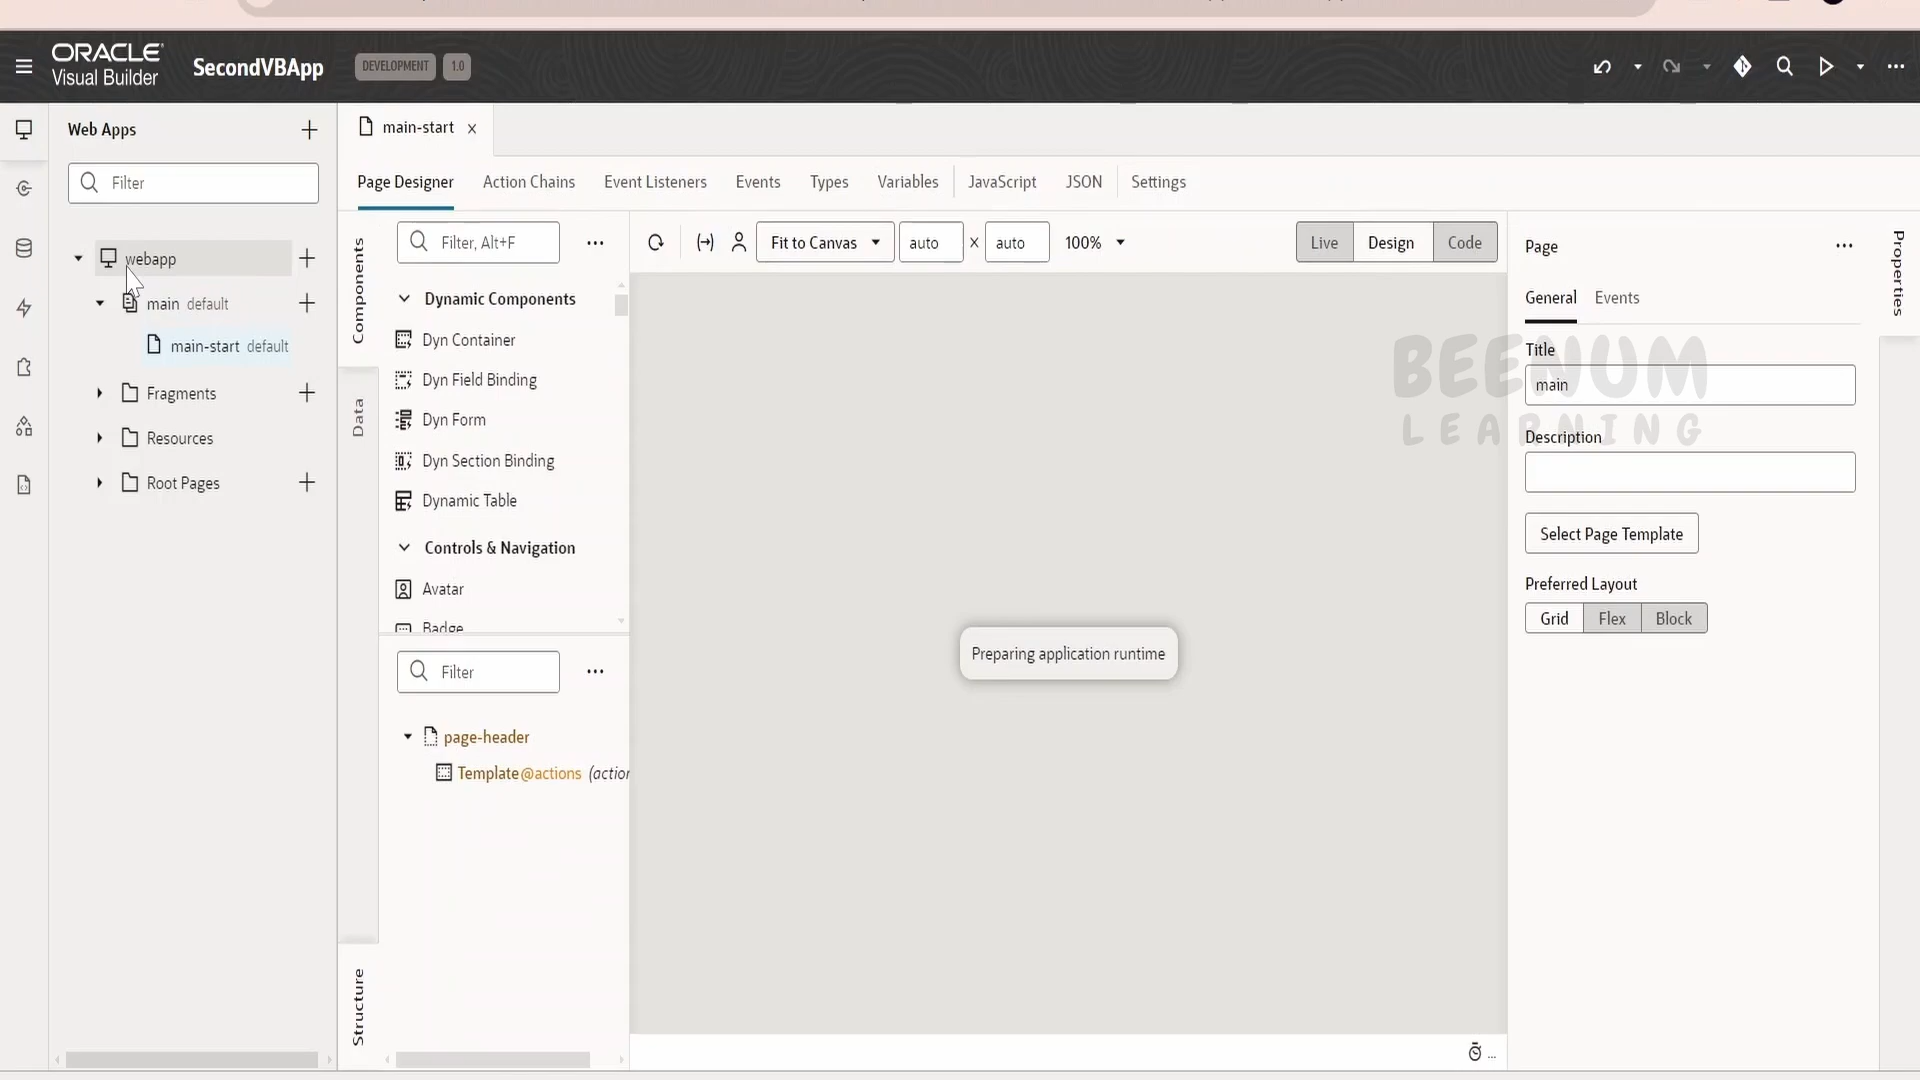 ORACLE
Visual Builder
SecondVBApp
DEVELOPMENT
1.0
Web Apps
Filter
webapp
main default
main-start default
Fragments
Resources
Root Pages
main-start x
Page Designer
Action Chains
Event Listeners
Events
Types
Variables
JavaScript
JSON
Settings
Components
Data
Structure
Filter, Alt+F
Dynamic Components
Dyn Container
Dyn Field Binding
Dyn Form
Dyn Section Binding
Dynamic Table
Controls & Navigation
Avatar
Badge
Filter
page-header
Template@actions (action
Fit to Canvas
auto x auto
100%
Live
Design
Code
Preparing application runtime
Page
General
Events
Title
main
Description
Select Page Template
Preferred Layout
Grid
Flex
Block
Properties
BEENUM
LEARNING